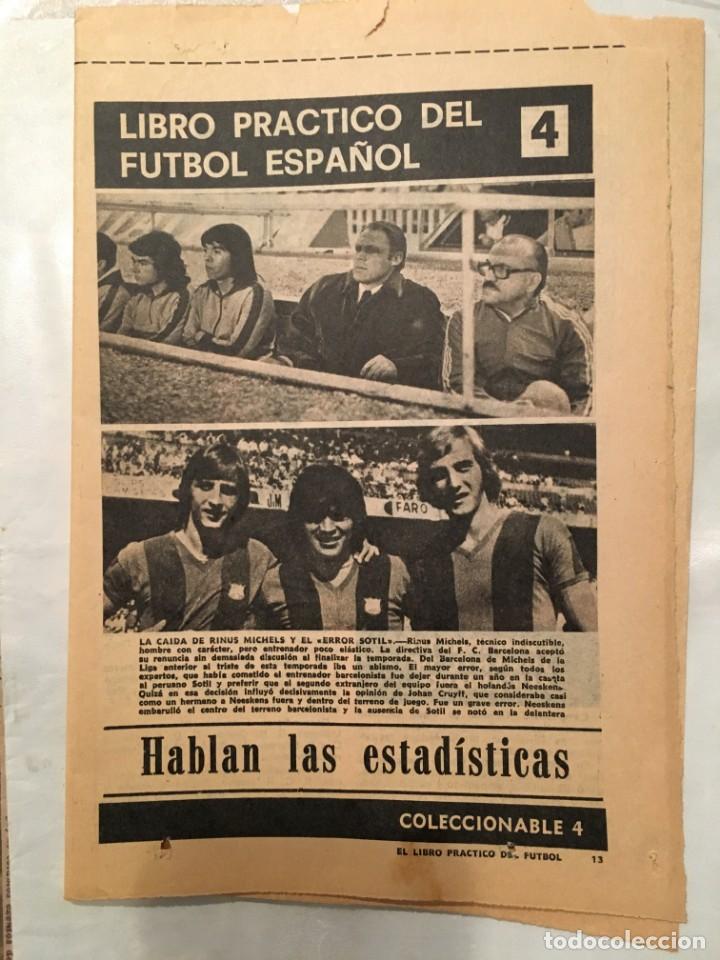 LIBRO PRACTICO DEL
FUTBOL ESPAÑOL
4
J&M
FARO
LA CAIDA DE RINUS MICHELS Y EL «ERROR SOTIL».—Rinus Michels, técnico indiscutible,
hombre con carácter, pero entrenador poco elástico. La directiva del F. C. Barcelona aceptó
su renuncia sin demasiada discusión al finalizar la temporada. Del Barcelona de Michels de la
Liga anterior al triste de esta temporada iba un abismo. El mayor error, según todos los
expertos, que había cometido el entrenador barcelonista fue dejar durante un año en la caseta
al peruano Sotil y preferir que el segundo extranjero del equipo fuera el holandés Neeskens.
Quizá en esa decisión influyó decisivamente la opinión de Johan Cruyff, que consideraba casi
como un hermano a Neeskens fuera y dentro del terreno de juego. Fue un grave error. Neeskens
embarulló el centro del terreno barcelonista y la ausencia de Sotil se notó en la delantera
Hablan las estadísticas
COLECCIONABLE 4
EL LIBRO PRACTICO DEL FUTBOL 13
todocoleccion